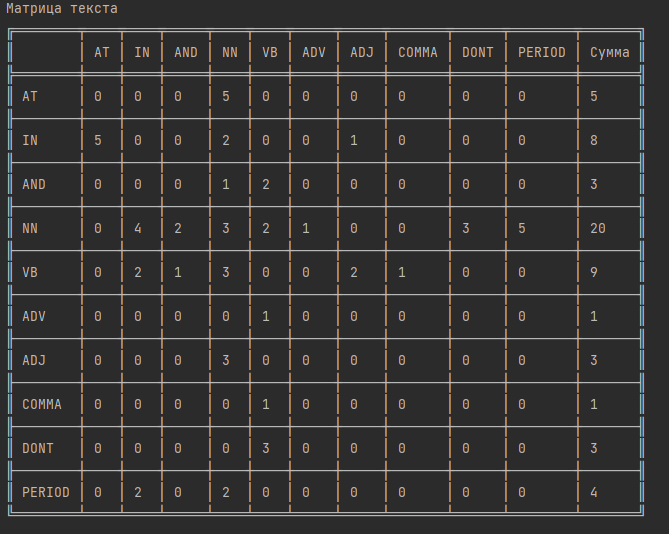 Матрица текста
AT IN AND NN VB ADV ADJ COMMA DONT PERIOD Сумма
AT 0 0 0 5 0 0 0 0 0 0 5
IN 5 0 0 2 0 0 1 0 0 0 8
AND 0 0 0 1 2 0 0 0 0 0 3
NN 0 4 2 3 2 1 0 0 3 5 20
VB 0 2 1 3 0 0 2 1 0 0 9
ADV 0 0 0 0 1 0 0 0 0 0 1
ADJ 0 0 0 3 0 0 0 0 0 0 3
COMMA 0 0 0 0 1 0 0 0 0 0 1
DONT 0 0 0 0 3 0 0 0 0 0 3
PERIOD 0 2 0 2 0 0 0 0 0 0 4